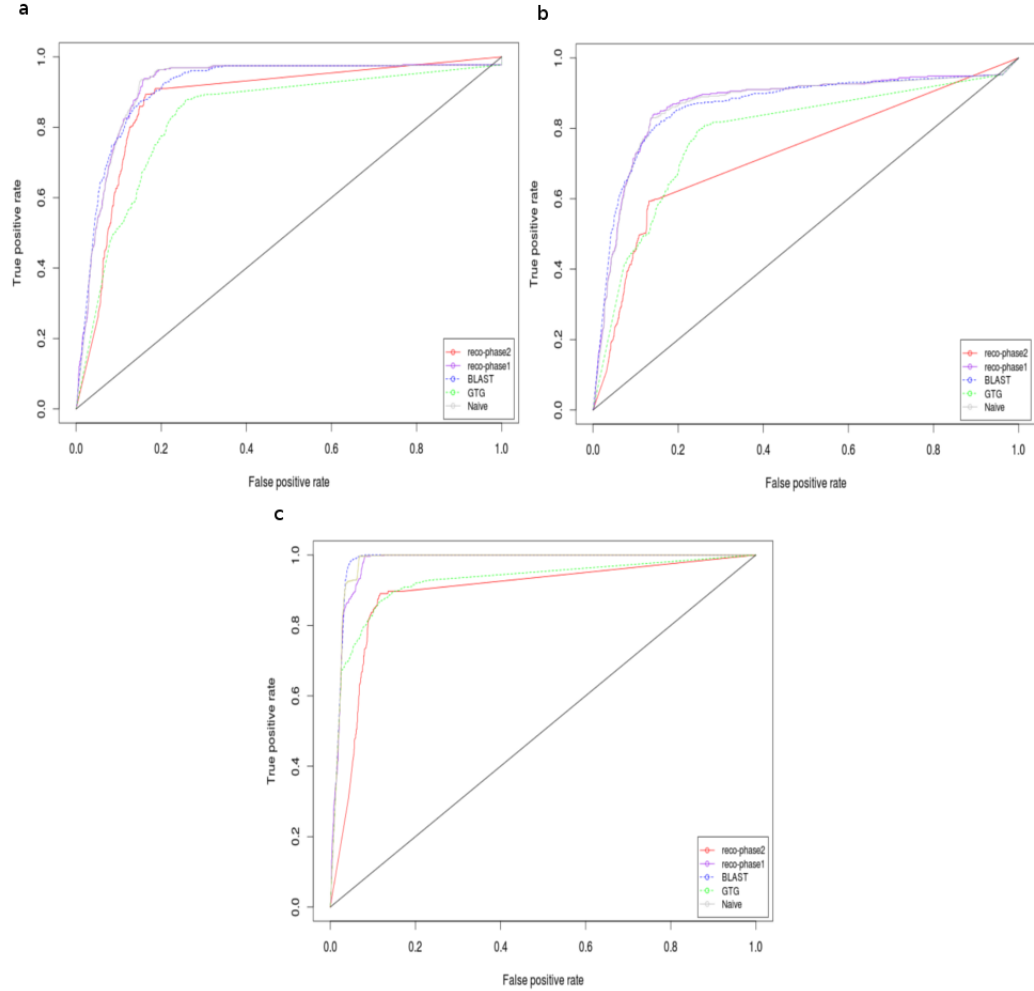 a
True positive rate
1.0
0.8
0.6
0.4
0.2
0.0
reco-phase2
reco-phase1
BLAST
GTG
Naive
0.0 0.2 0.4 0.6 0.8 1.0
False positive rate
b
True positive rate
1.0
0.8
0.6
0.4
0.2
0.0
reco-phase2
reco-phase1
BLAST
GTG
Naive
0.0 0.2 0.4 0.6 0.8 1.0
False positive rate
c
True positive rate
1.0
0.8
0.6
0.4
0.2
0.0
reco-phase2
reco-phase1
BLAST
GTG
Naive
0.0 0.2 0.4 0.6 0.8 1.0
False positive rate